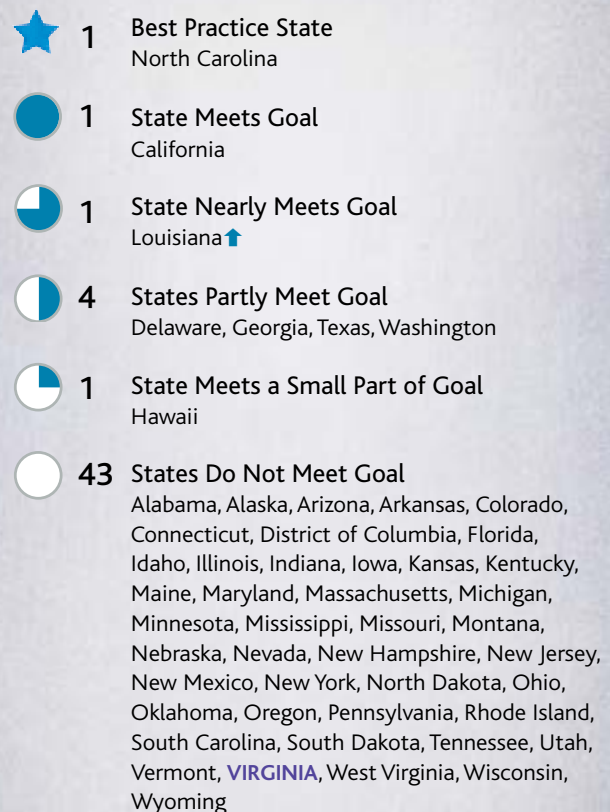 1 Best Practice State
North Carolina
1 State Meets Goal
California
1 State Nearly Meets Goal
Louisiana
4 States Partly Meet Goal
Delaware, Georgia, Texas, Washington
1 State Meets a Small Part of Goal
Hawaii
43 States Do Not Meet Goal
Alabama, Alaska, Arizona, Arkansas, Colorado,
Connecticut, District of Columbia, Florida,
Idaho, Illinois, Indiana, Iowa, Kansas, Kentucky,
Maine, Maryland, Massachusetts, Michigan,
Minnesota, Mississippi, Missouri, Montana,
Nebraska, Nevada, New Hampshire, New Jersey,
New Mexico, New York, North Dakota, Ohio,
Oklahoma, Oregon, Pennsylvania, Rhode Island,
South Carolina, South Dakota, Tennessee, Utah,
Vermont, VIRGINIA, West Virginia, Wisconsin,
Wyoming